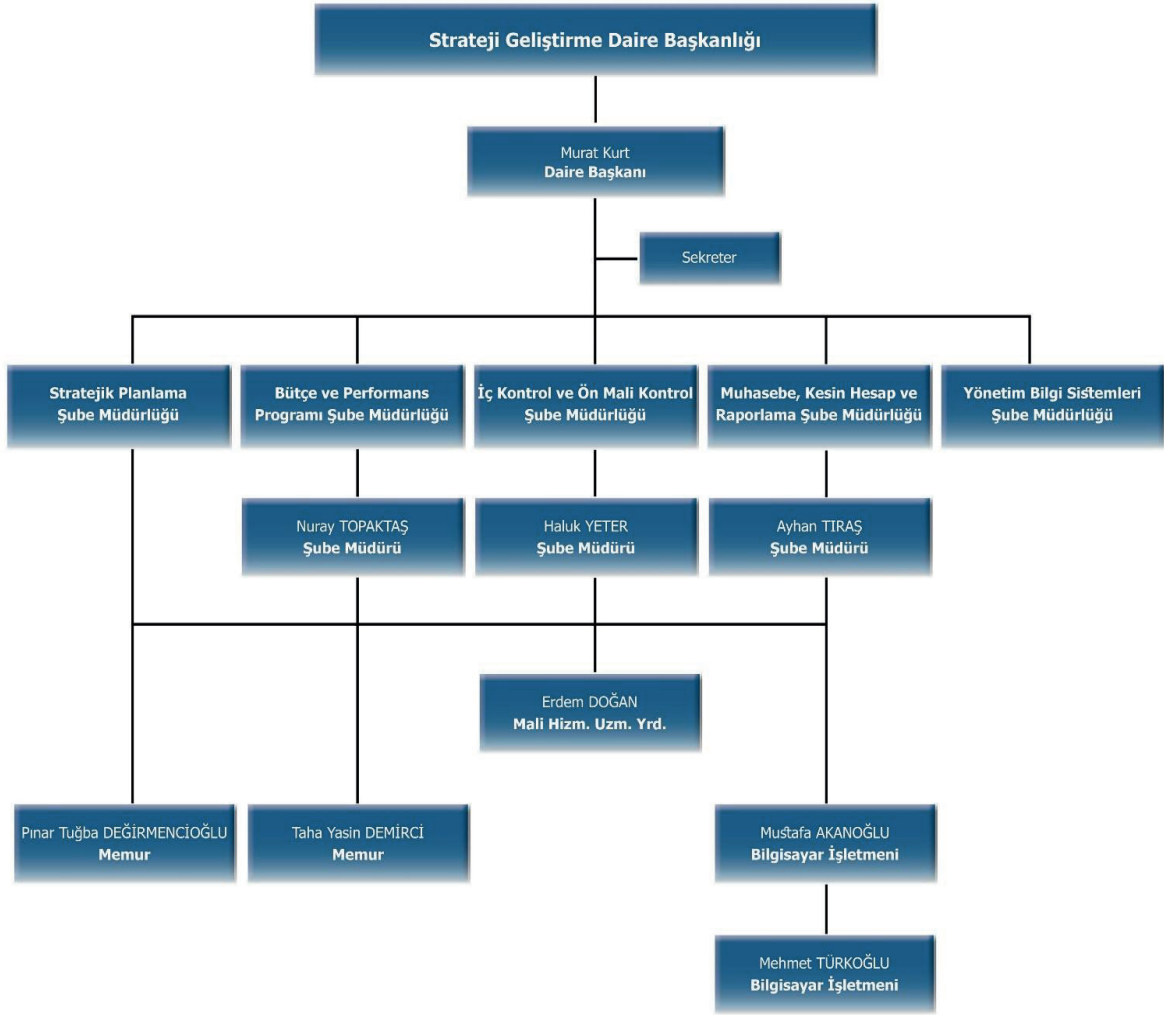 Strateji Geliştirme Daire Başkanlığı
Murat Kurt
Daire Başkanı
Sekreter
Stratejik Planlama
Şube Müdürlüğü
Bütçe ve Performans
Programı Şube Müdürlüğü
İç Kontrol ve Ön Mali Kontrol
Şube Müdürlüğü
Muhasebe, Kesin Hesap ve
Raporlama Şube Müdürlüğü
Yönetim Bilgi Sistemleri
Şube Müdürlüğü
Nuray TOPAKTAŞ
Şube Müdürü
Haluk YETER
Şube Müdürü
Ayhan TIRAŞ
Şube Müdürü
Erdem DOĞAN
Mali Hizm. Uzm. Yrd.
Pınar Tuğba DEĞİRMENCİOĞLU
Memur
Taha Yasin DEMİRCİ
Memur
Mustafa AKANOĞLU
Bilgisayar İşletmeni
Mehmet TÜRKOĞLU
Bilgisayar İşletmeni